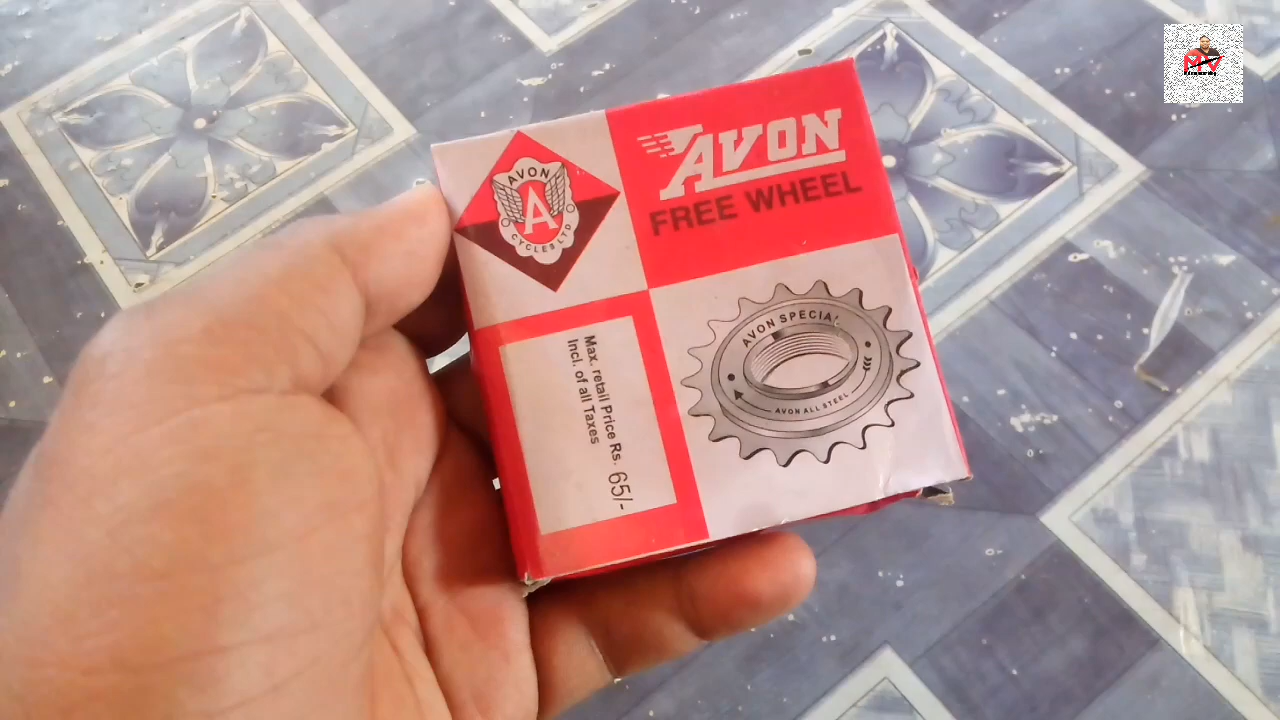 AVON
A
CYCLES LTD
AVON
FREE WHEEL
AVON SPECIAL
AVON ALL STEEL
Max. retail Price Rs. 65/-
Incl. of all Taxes